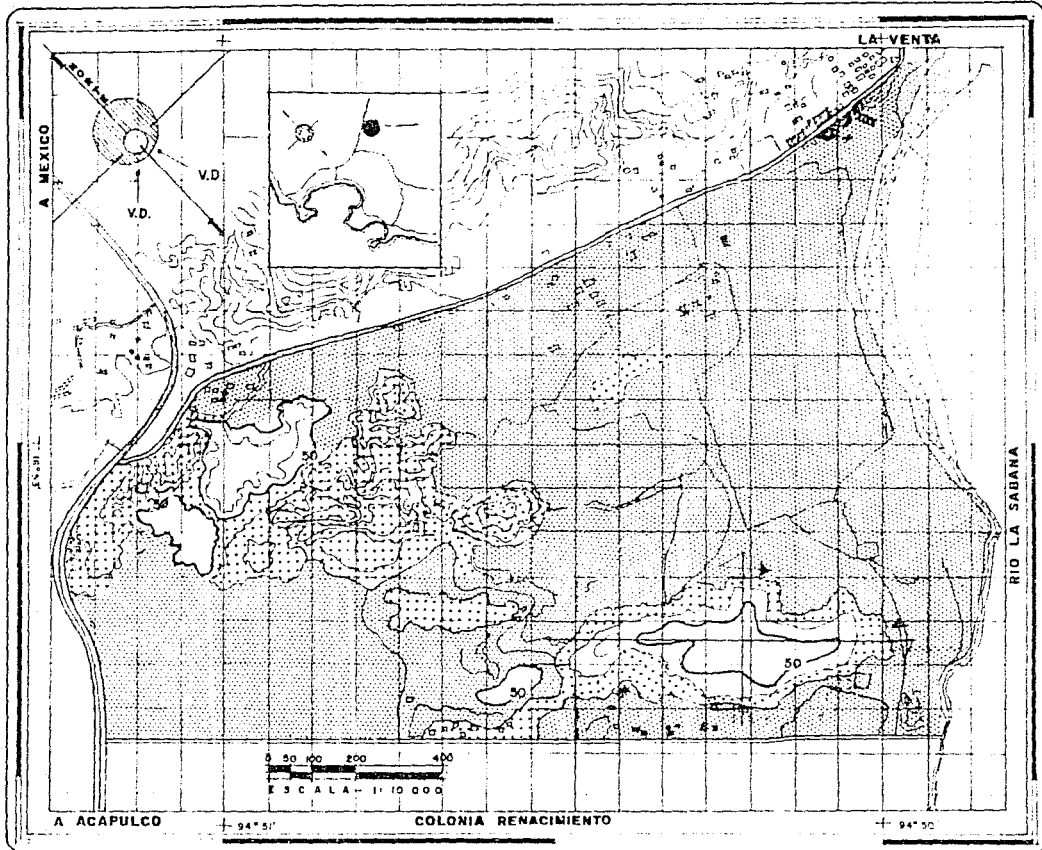 LA VENTA
NORTE
A MEXICO
V.D.
V.D.
50
50
50
50
RIO LA SABANA
0 50 100 200 400
ESCALA - 1:10 000
A ACAPULCO
94° 51'
COLONIA RENACIMIENTO
94° 50'